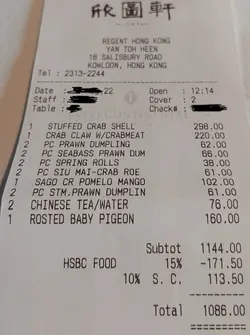 欣圖軒
REGENT HONG KONG
YAN TOH HEEN
18 SALISBURY ROAD
KOWLOON, HONG KONG
Tel : 2313-2244
Date : 22 Open : 12:14
Staff : Cover : 2
Table : Chack# :
1 STUFFED CRAB SHELL 298.00
1 CRAB CLAW W/CRABMEAT 220.00
2 PC PRAWN DUMPLING 62.00
2 PC SEABASS PRAWN DUM 66.00
2 PC SPRING ROLLS 38.00
2 PC SIU MAI-CRAB ROE 61.00
1 SAGO CR POMELO MANGO 102.00
2 PC STM.PRAWN DUMPLIN 61.00
2 CHINESE TEA/WATER 76.00
1 ROSTED BABY PIGEON 160.00
Subtot 1144.00
HSBC FOOD 15% -171.50
10% S. C. 113.50
Total 1086.00